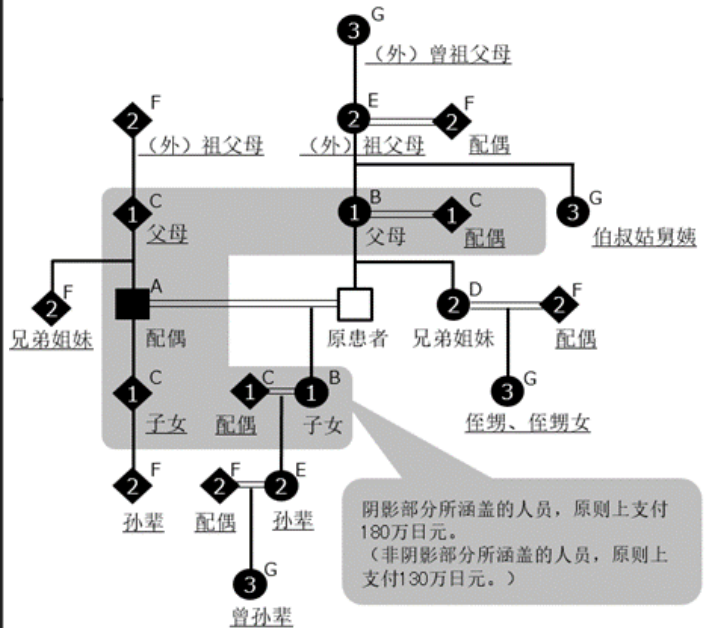 3 G
（外）曾祖父母
2 F
（外）祖父母
2 E
（外）祖父母
2 F
配偶
1 C
父母
1 B
父母
1 C
配偶
3 G
伯叔姑舅姨
2 F
兄弟姐妹
A
配偶
原患者
2 D
兄弟姐妹
2 F
配偶
1 C
子女
1 C
配偶
1 B
子女
3 G
侄甥、侄甥女
2 F
孙辈
2 F
配偶
2 E
孙辈
3 G
曾孙辈
阴影部分所涵盖的人员，原则上支付
180万日元。
（非阴影部分所涵盖的人员，原则上
支付130万日元。）